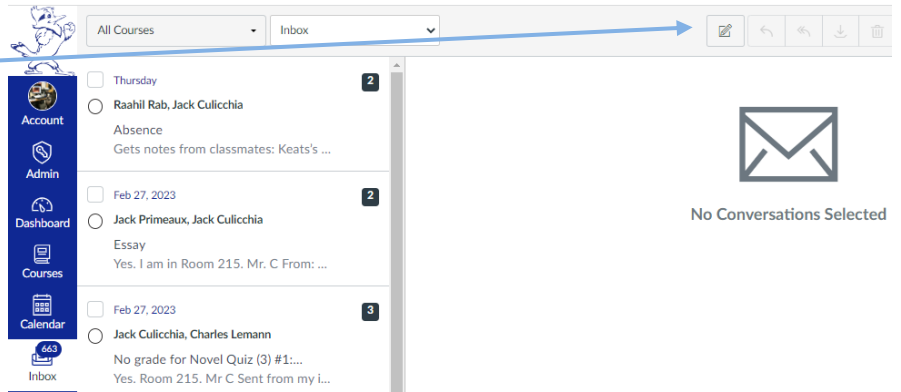 All Courses
Inbox
Account
Admin
Dashboard
Courses
Calendar
663
Inbox
Thursday
2
Raahil Rab, Jack Culicchia
Absence
Gets notes from classmates: Keats's ...
Feb 27, 2023
2
Jack Primeaux, Jack Culicchia
Essay
Yes. I am in Room 215. Mr. C From: ...
Feb 27, 2023
3
Jack Culicchia, Charles Lemann
No grade for Novel Quiz (3) #1:...
Yes. Room 215. Mr C Sent from my i...
No Conversations Selected